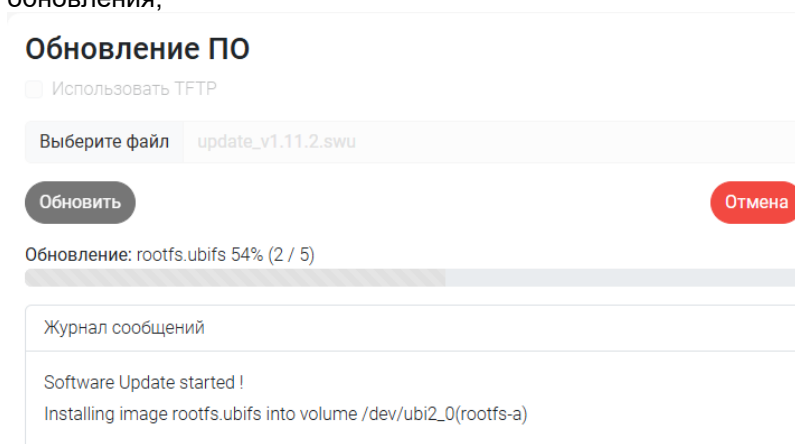 обновления;
Обновление ПО
Использовать TFTP
Выберите файл update_v1.11.2.swu
Обновить Отмена
Обновление: rootfs.ubifs 54% (2 / 5)
Журнал сообщений
Software Update started !
Installing image rootfs.ubifs into volume /dev/ubi2_0(rootfs-a)